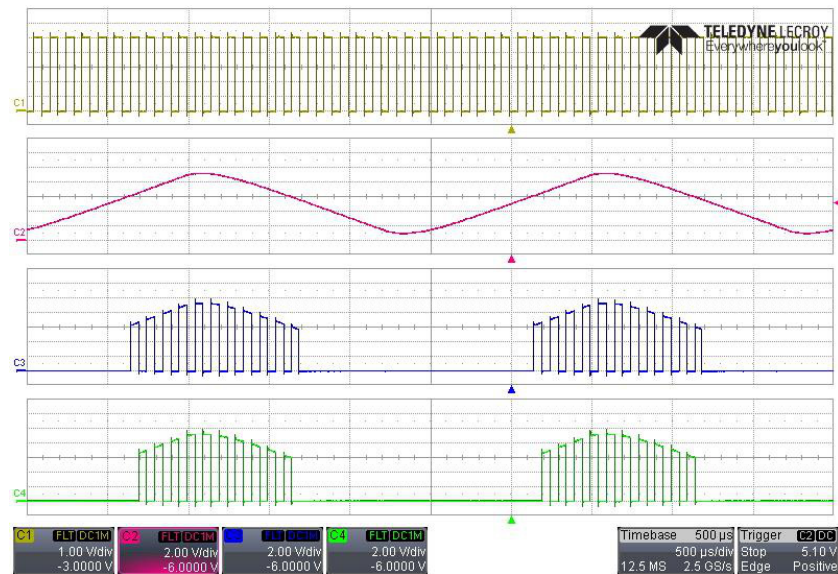 TELEDYNE LECROY
Everywhereyoulook™
C1
C2
C3
C4
C1 FLT DC1M
1.00 V/div
-3.0000 V
C2 FLT DC1M
2.00 V/div
-6.0000 V
C3 FLT DC1M
2.00 V/div
-6.0000 V
C4 FLT DC1M
2.00 V/div
-6.0000 V
Timebase 500 µs
500 µs/div
12.5 MS 2.5 GS/s
Trigger C2 DC
Stop 5.10 V
Edge Positive